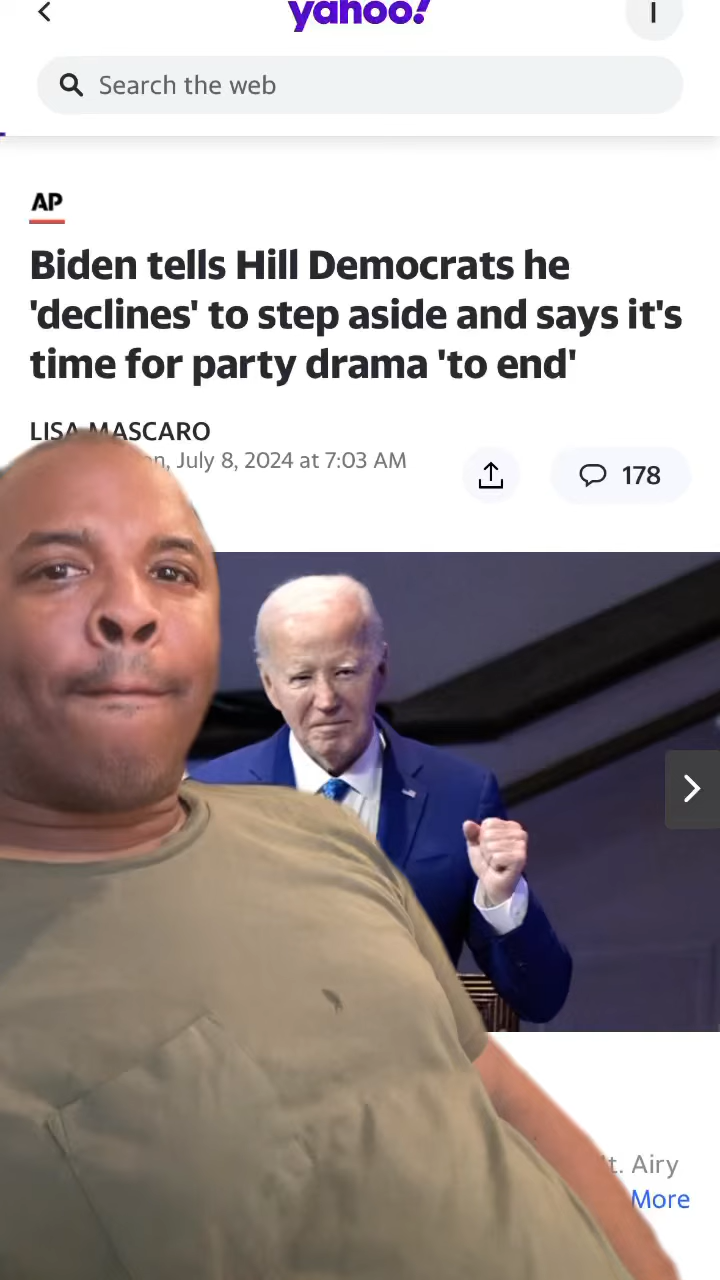 yahoo!
Search the web
AP
Biden tells Hill Democrats he
'declines' to step aside and says it's
time for party drama 'to end'
LISA MASCARO
July 8, 2024 at 7:03 AM
178
Airy
More